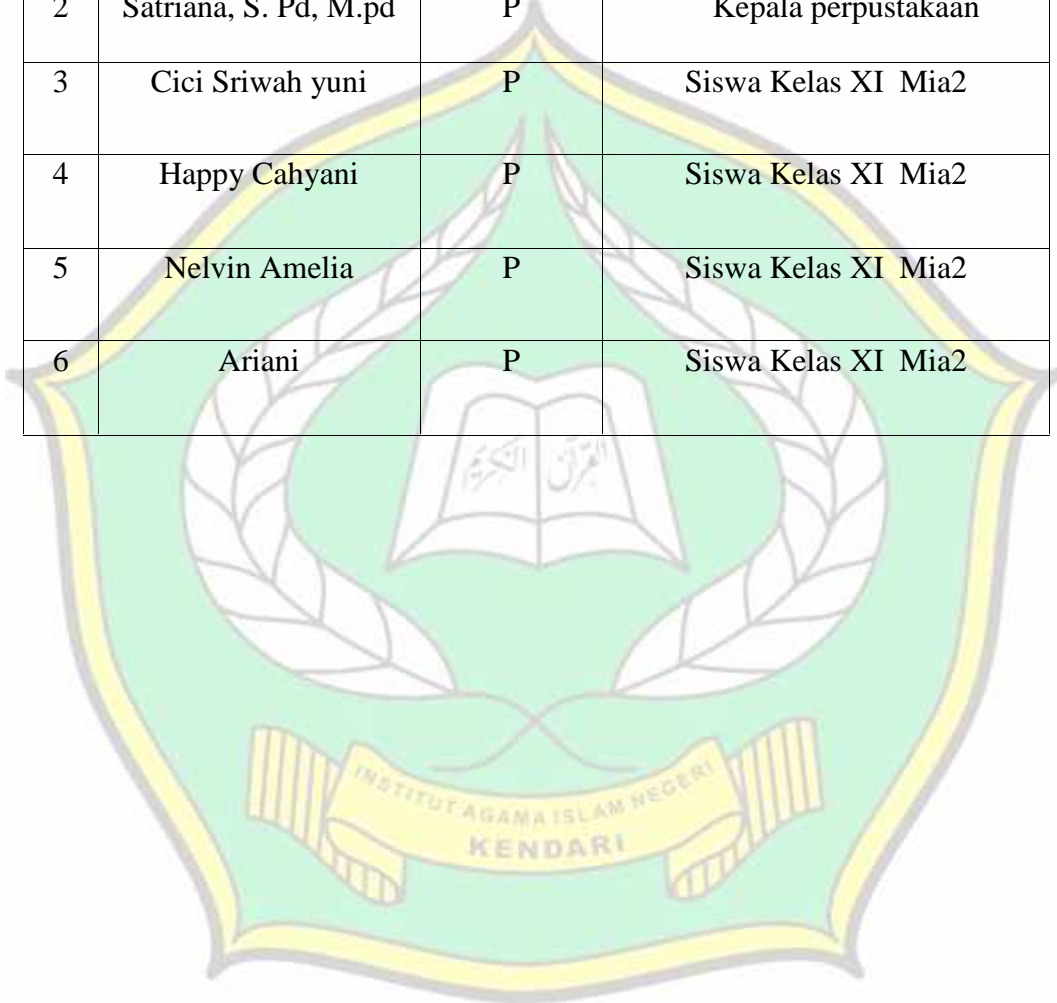 2 Satriana, S. Pd, M.pd P Kepala perpustakaan
3 Cici Sriwah yuni P Siswa Kelas XI Mia2
4 Happy Cahyani P Siswa Kelas XI Mia2
5 Nelvin Amelia P Siswa Kelas XI Mia2
6 Ariani P Siswa Kelas XI Mia2
القرآن الكريم
INSTITUT AGAMA ISLAM NEGERI
KENDARI